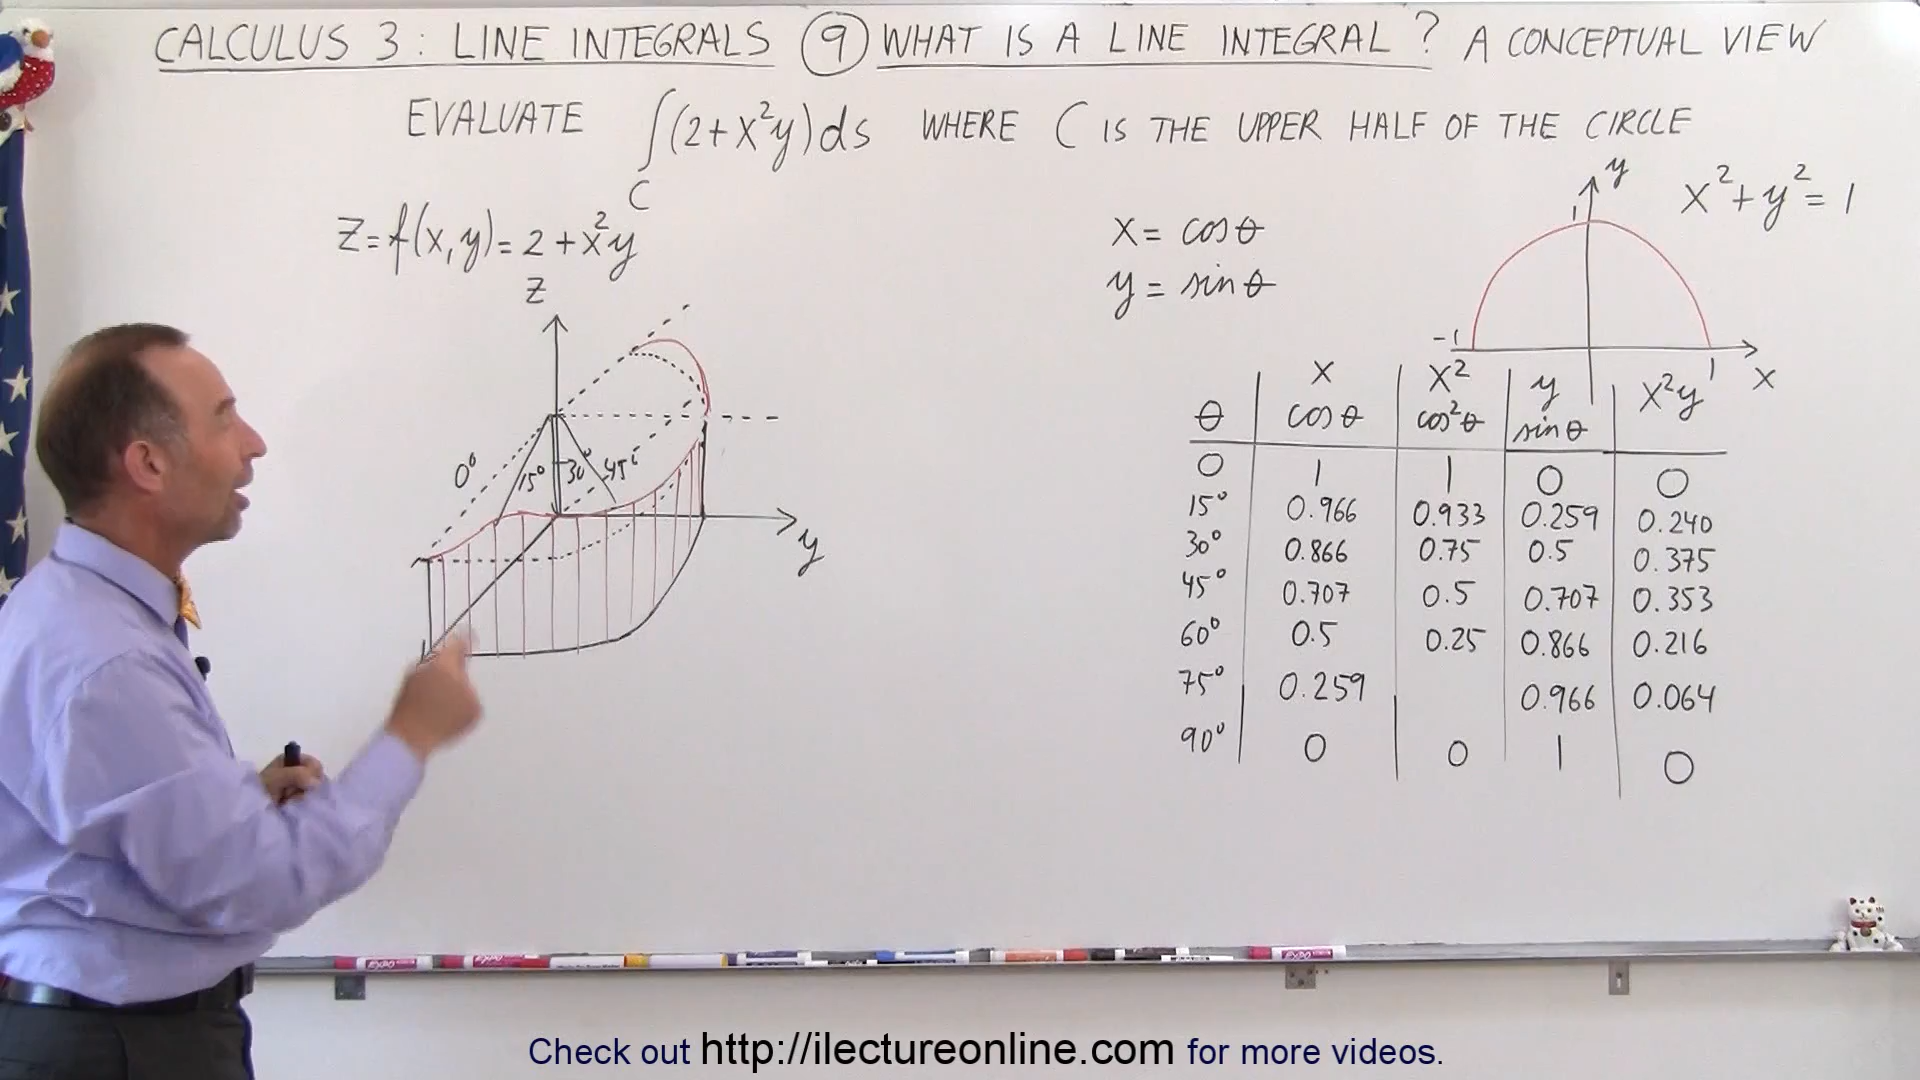 CALCULUS 3 : LINE INTEGRALS 9 WHAT IS A LINE INTEGRAL ? A CONCEPTUAL VIEW
EVALUATE ∫(2+x²y)ds WHERE C IS THE UPPER HALF OF THE CIRCLE
C
x²+y²=1
z=f(x,y)=2+x²y
x= cosθ
y= sinθ
z
y
0°
15°
30°
45°
y
1
-1
1
x
θ x cosθ x² cos²θ y sinθ x²y
0 1 1 0 0
15° 0.966 0.933 0.259 0.240
30° 0.866 0.75 0.5 0.375
45° 0.707 0.5 0.707 0.353
60° 0.5 0.25 0.866 0.216
75° 0.259 0.966 0.064
90° 0 0 1 0
EXPO
Check out http://ilectureonline.com for more videos.